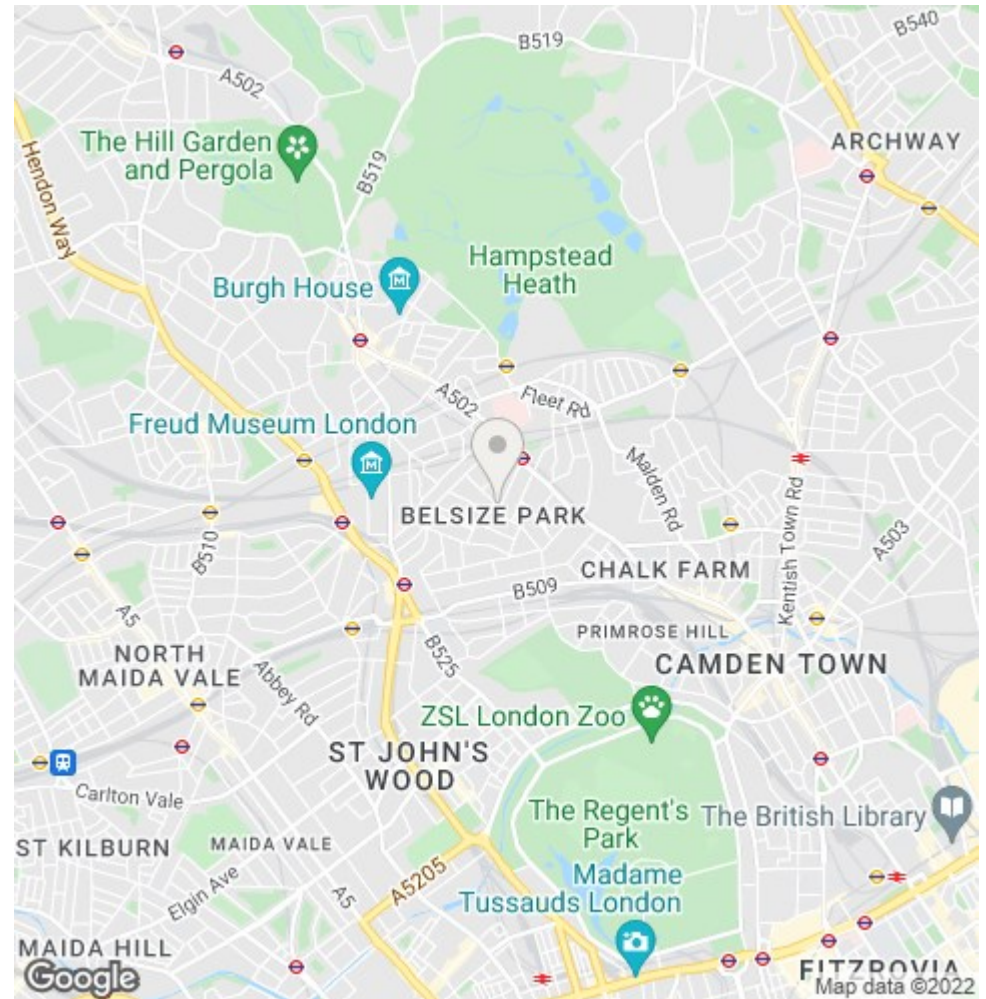 B519
B540
A502
The Hill Garden
and Pergola
ARCHWAY
B519
Hendon Way
Hampstead
Heath
Burgh House
A502
Fleet Rd
Freud Museum London
Malden Rd
BELSIZE PARK
Kentish Town Rd
A503
B510
CHALK FARM
B509
A5
PRIMROSE HILL
NORTH
MAIDA VALE
B525
CAMDEN TOWN
Abbey Rd
ZSL London Zoo
ST JOHN'S
WOOD
Carlton Vale
The Regent's
Park
The British Library
ST KILBURN
MAIDA VALE
Elgin Ave
A5
A5205
Madame
Tussauds London
MAIDA HILL
FITZROVIA
Google
Map data ©2022